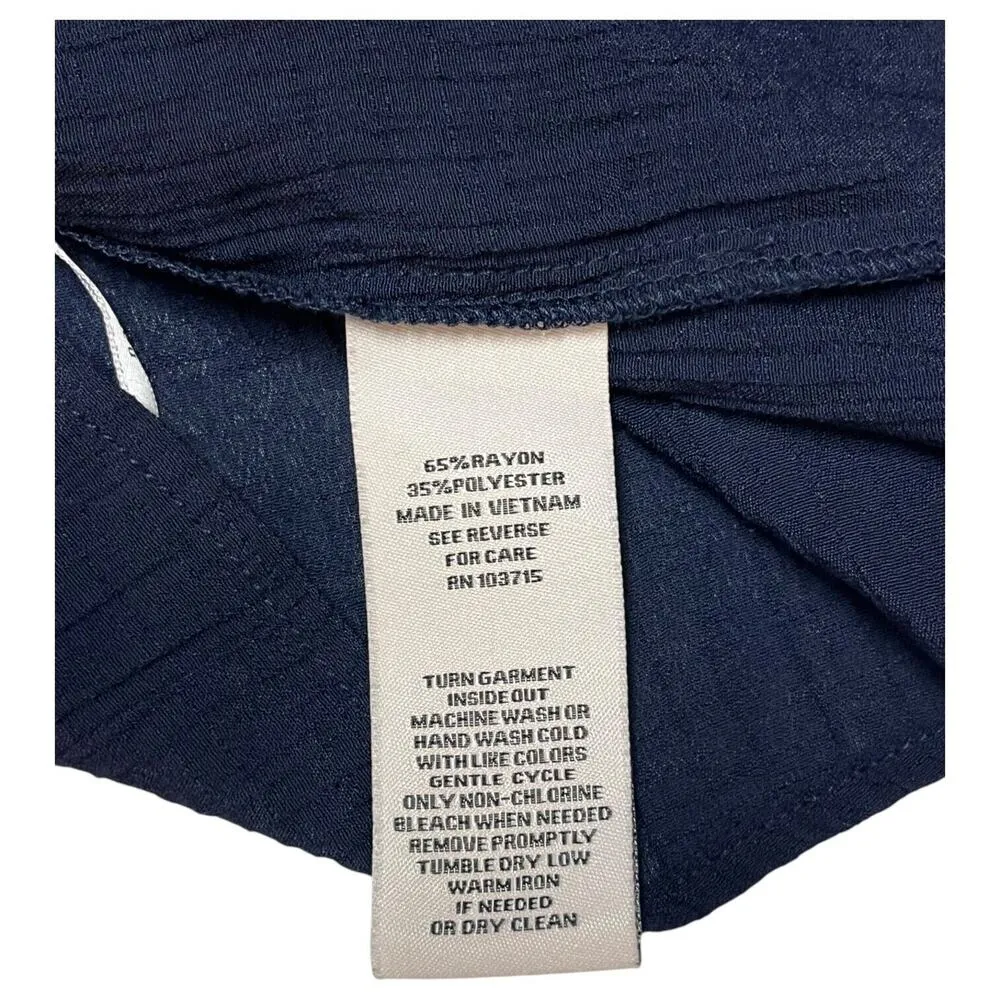 65% RAYON
35% POLYESTER
MADE IN VIETNAM
SEE REVERSE
FOR CARE
RN 103715
TURN GARMENT
INSIDE OUT
MACHINE WASH OR
HAND WASH COLD
WITH LIKE COLORS
GENTLE CYCLE
ONLY NON-CHLORINE
BLEACH WHEN NEEDED
REMOVE PROMPTLY
TUMBLE DRY LOW
WARM IRON
IF NEEDED
OR DRY CLEAN